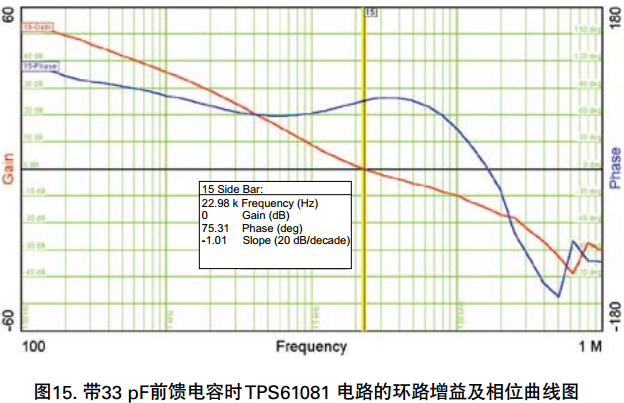 60
180
15
15-Gain
15-Phase
Gain
Phase
15 Side Bar:
22.98 k Frequency (Hz)
0 Gain (dB)
75.31 Phase (deg)
-1.01 Slope (20 dB/decade)
-60
-180
100
Frequency
1 M
图15. 带33 pF前馈电容时TPS61081 电路的环路增益及相位曲线图